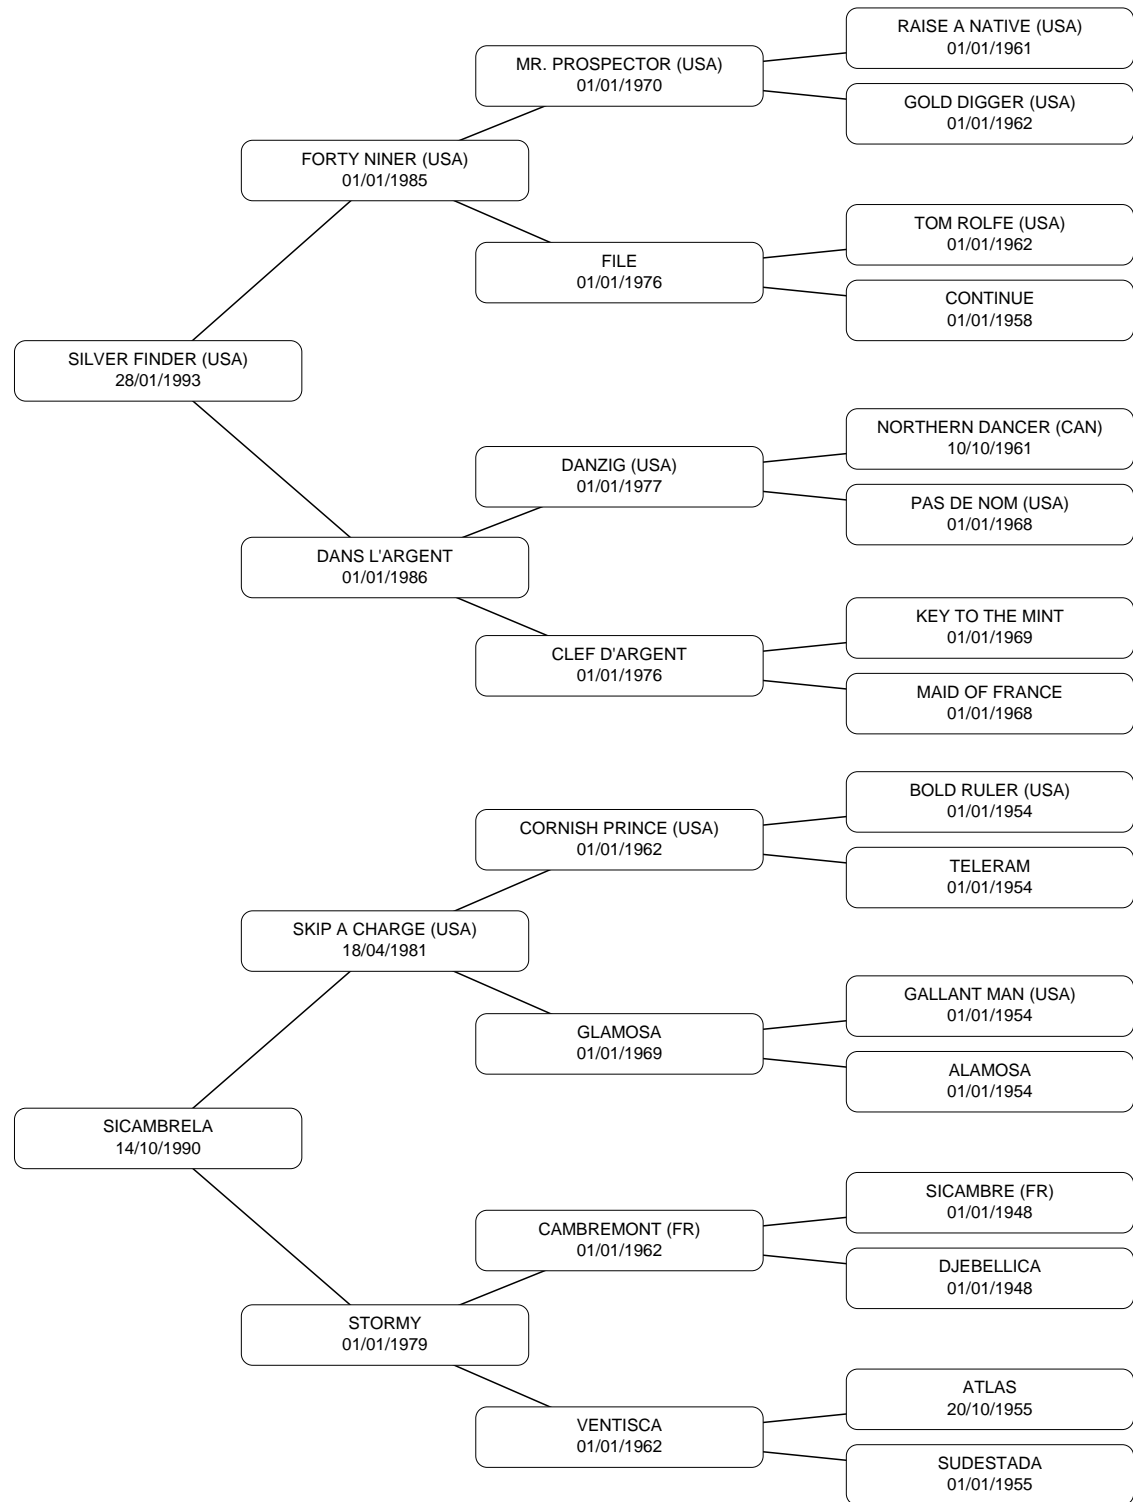 RAISE A NATIVE (USA)
01/01/1961
MR. PROSPECTOR (USA)
01/01/1970
GOLD DIGGER (USA)
01/01/1962
FORTY NINER (USA)
01/01/1985
TOM ROLFE (USA)
01/01/1962
FILE
01/01/1976
CONTINUE
01/01/1958
SILVER FINDER (USA)
28/01/1993
NORTHERN DANCER (CAN)
10/10/1961
DANZIG (USA)
01/01/1977
PAS DE NOM (USA)
01/01/1968
DANS L'ARGENT
01/01/1986
KEY TO THE MINT
01/01/1969
CLEF D'ARGENT
01/01/1976
MAID OF FRANCE
01/01/1968
BOLD RULER (USA)
01/01/1954
CORNISH PRINCE (USA)
01/01/1962
TELERAM
01/01/1954
SKIP A CHARGE (USA)
18/04/1981
GALLANT MAN (USA)
01/01/1954
GLAMOSA
01/01/1969
ALAMOSA
01/01/1954
SICAMBRELA
14/10/1990
SICAMBRE (FR)
01/01/1948
CAMBREMONT (FR)
01/01/1962
DJEBELLICA
01/01/1948
STORMY
01/01/1979
ATLAS
20/10/1955
VENTISCA
01/01/1962
SUDESTADA
01/01/1955